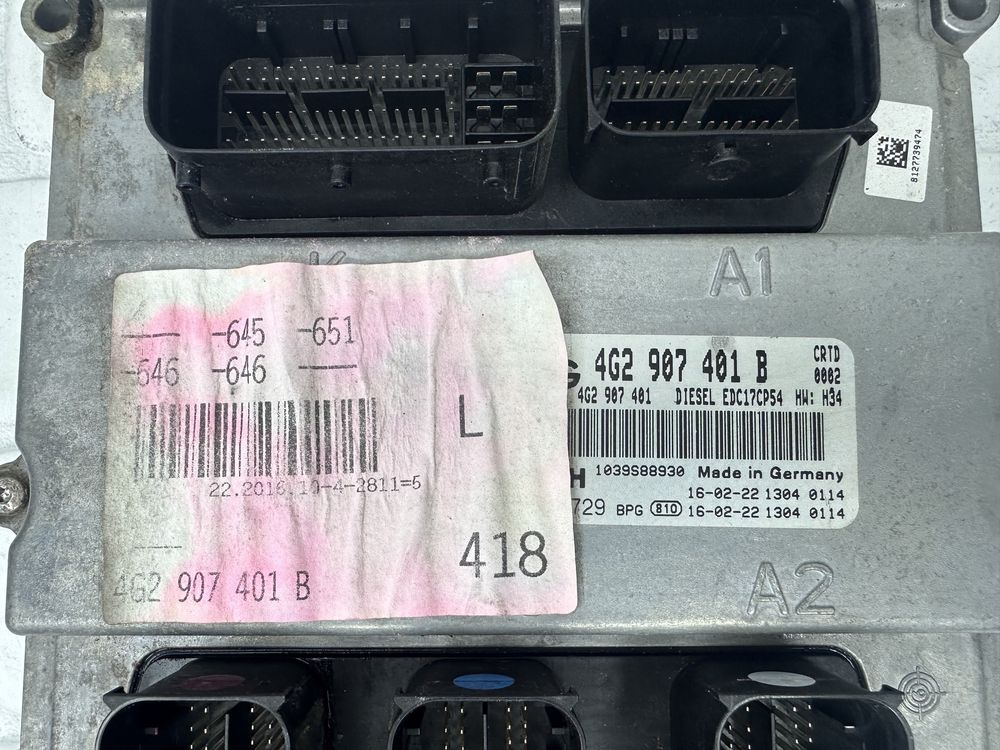 8127739474
K
A1
-645 -651
-646 -646
L
22.2016 10-4-2811=5
418
4G2 907 401 B
G 4G2 907 401 B
CRTD
0002
4G2 907 401 DIESEL EDC17CP54 HW: H34
H 1039S88930 Made in Germany
16-02-22 1304 0114
729 BPG 810 16-02-22 1304 0114
A2